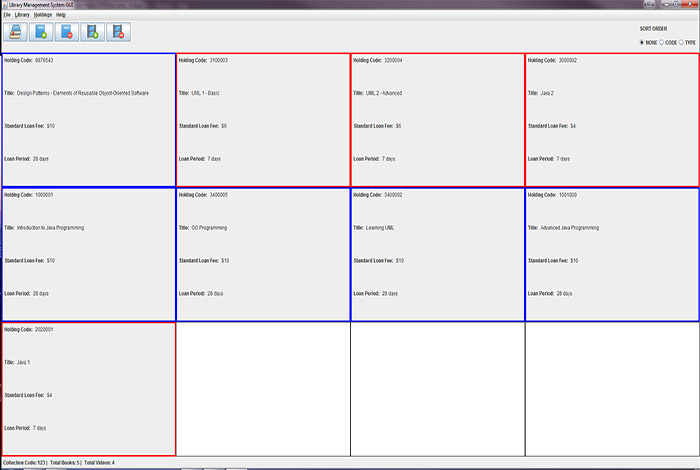 Library Management System GUI
File Library Holdings Help
SORT ORDER
NONE CODE TYPE
Holding Code: 9876543
Title: Design Patterns - Elements of Reusable Object-Oriented Software
Standard Loan Fee: $10
Loan Period: 28 days
Holding Code: 3100003
Title: UML 1 - Basic
Standard Loan Fee: $6
Loan Period: 7 days
Holding Code: 3200004
Title: UML 2 - Advanced
Standard Loan Fee: $6
Loan Period: 7 days
Holding Code: 3000002
Title: Java 2
Standard Loan Fee: $4
Loan Period: 7 days
Holding Code: 1000001
Title: Introduction to Java Programming
Standard Loan Fee: $10
Loan Period: 28 days
Holding Code: 3400005
Title: OO Programming
Standard Loan Fee: $10
Loan Period: 28 days
Holding Code: 3400002
Title: Learning UML
Standard Loan Fee: $10
Loan Period: 28 days
Holding Code: 1001000
Title: Advanced Java Programming
Standard Loan Fee: $10
Loan Period: 28 days
Holding Code: 2020001
Title: Java 1
Standard Loan Fee: $4
Loan Period: 7 days
Collection Code: 123 | Total Books: 5 | Total Videos: 4